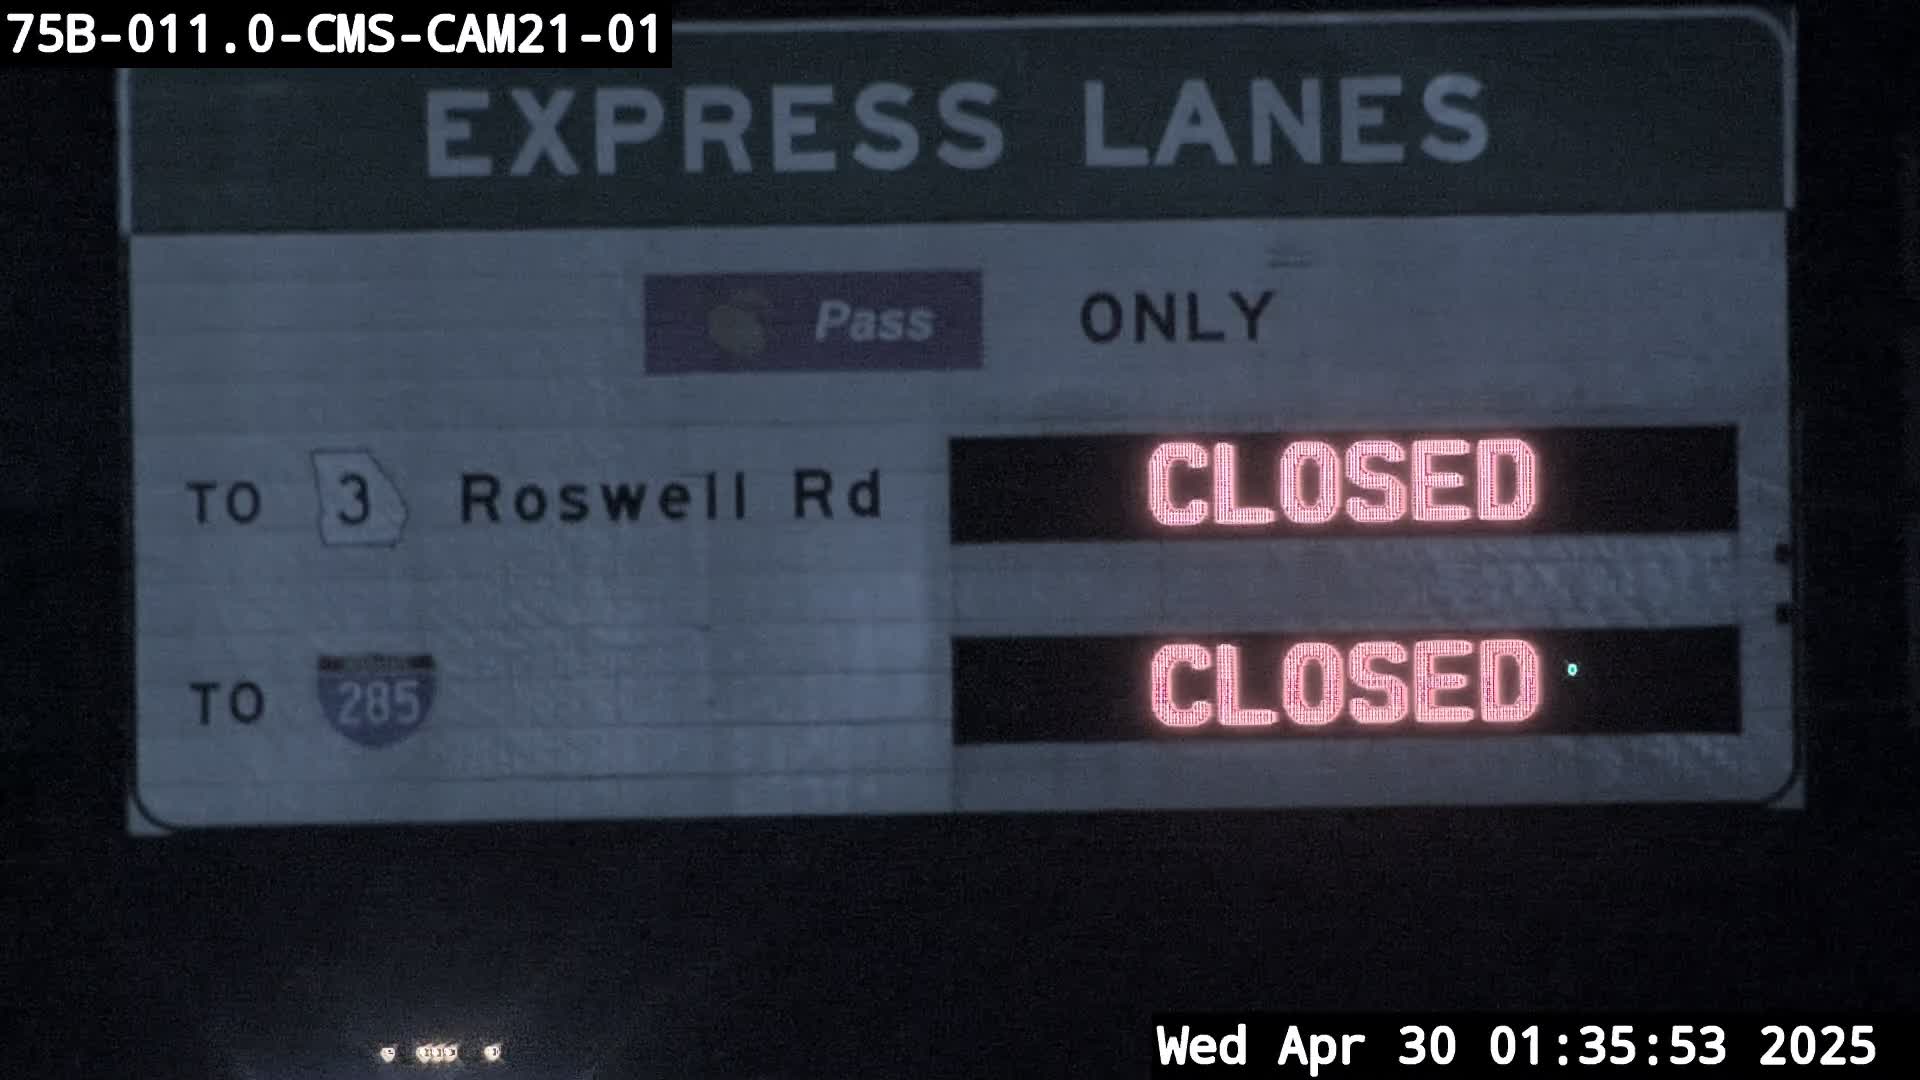 75B-011.0-CMS-CAM21-01
EXPRESS LANES
Pass ONLY
TO 3 Roswell Rd CLOSED
TO 285 CLOSED
Wed Apr 30 01:35:53 2025